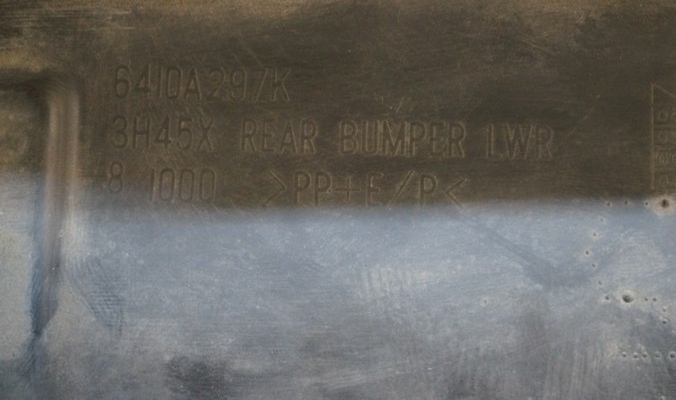 6410A297K
3H45X REAR BUMPER LWR
8 1000 >PP+E/P<